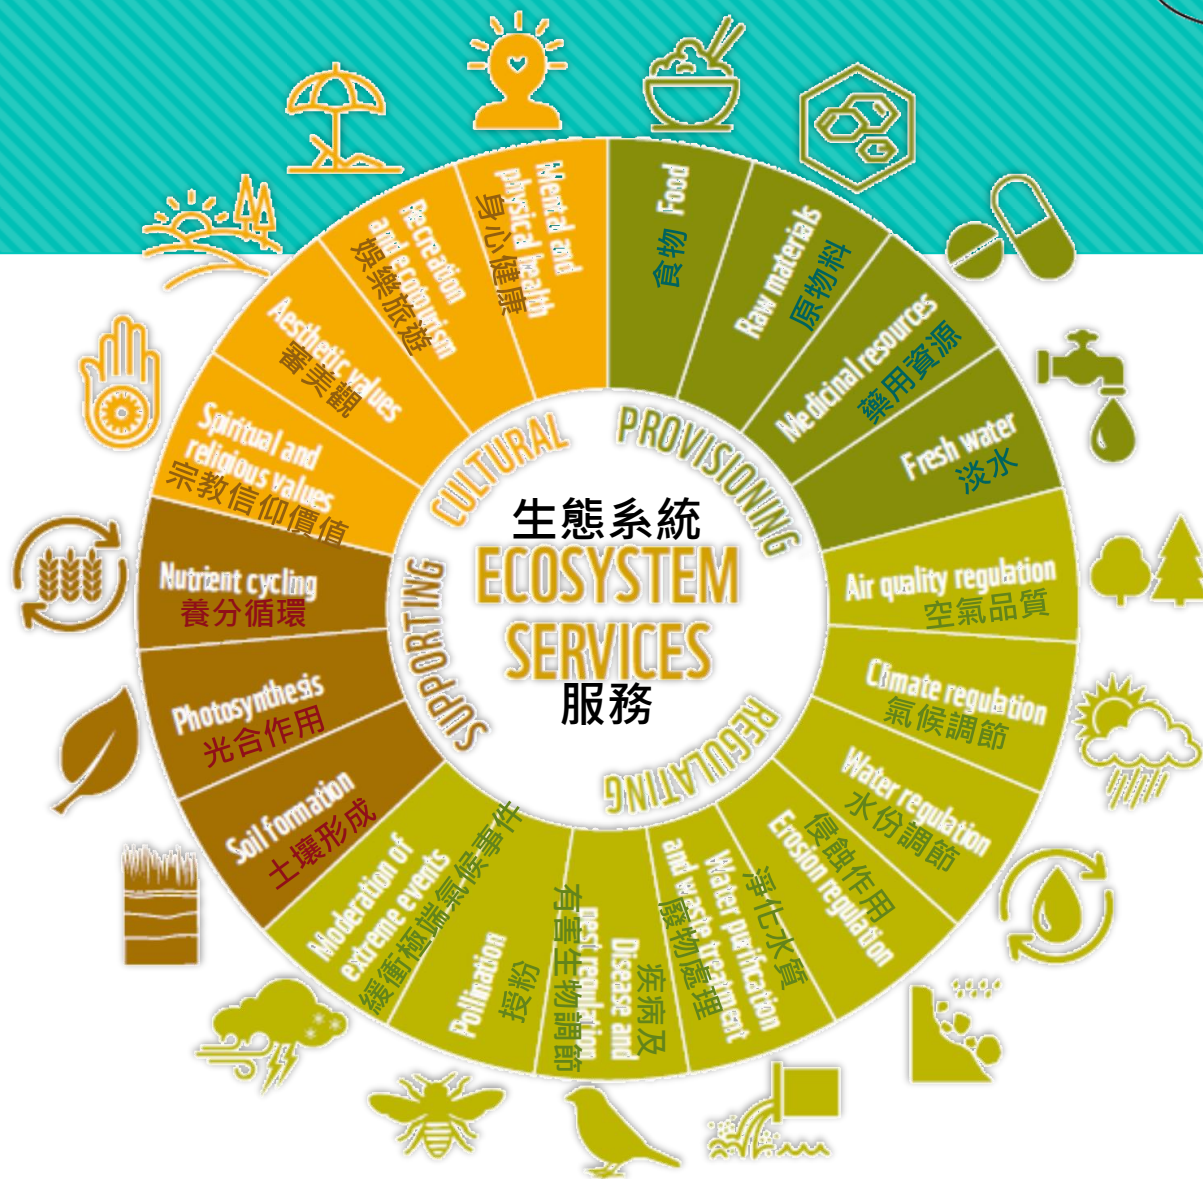 生態系統
ECOSYSTEM
SERVICES
服務
PROVISIONING
Food
食物
Raw materials
原物料
Medicinal resources
藥用資源
Fresh water
淡水
REGULATING
Air quality regulation
空氣品質
Climate regulation
氣候調節
Water regulation
水份調節
Erosion regulation
侵蝕作用
Water purification
and waste treatment
淨化水質
廢物處理
Disease and
pest regulation
疾病及
有害生物調節
Pollination
授粉
Moderation of
extreme events
緩衝極端氣候事件
SUPPORTING
Soil formation
土壤形成
Photosynthesis
光合作用
Nutrient cycling
養分循環
CULTURAL
Spiritual and
religious values
宗教信仰價值
Aesthetic values
審美觀
Recreation
and ecotourism
娛樂旅遊
Mental and
physical health
身心健康